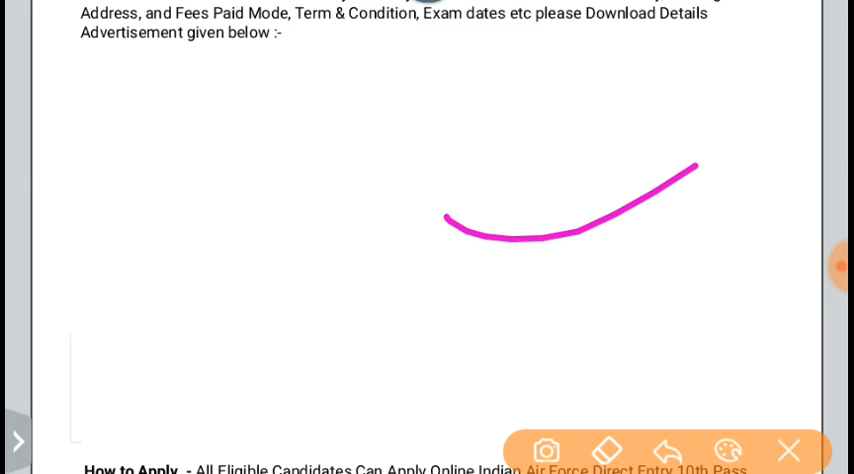 Address, and Fees Paid Mode, Term & Condition, Exam dates etc please Download Details
Advertisement given below :-
How to Apply - All Eligible Candidates Can Apply Online Indian Air Force Direct Entry 10th Pass